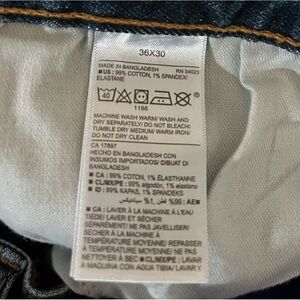 36X30
MADE IN BANGLADESH RN 54023
■ US : 99% COTTON, 1% SPANDEX/
ELASTANE
40
1166
MACHINE WASH WARM/ WASH AND
DRY SEPARATELY/ DO NOT BLEACH/
TUMBLE DRY MEDIUM/ WARM IRON/
DO NOT DRY CLEAN
CA 17897
HECHO EN BANGLADESH CON
INSUMOS IMPORTADOS/ DIBUAT DI
BANGLADESH
■ CA : 99% COTON, 1% ÉLASTHANNE
■ CL/MX/PE : 99% algodón, 1% elastano
■ ID : 99%
■ CA : LAVER À LA MACHINE À L'EAU
TIÈDE/ LAVER ET SÉCHER
SÉPARÉMENT/ NE PAS JAVELLISER/
SÉCHER À LA MACHINE À
TEMPÉRATURE MOYENNE/ REPASSER
À TEMPÉRATURE MOYENNE/ NE PAS
NETTOYER À SEC ■ CL/MX/PE : LAVAR
A MAQUINA CON AGUA TIBIA/ LAVAR Y